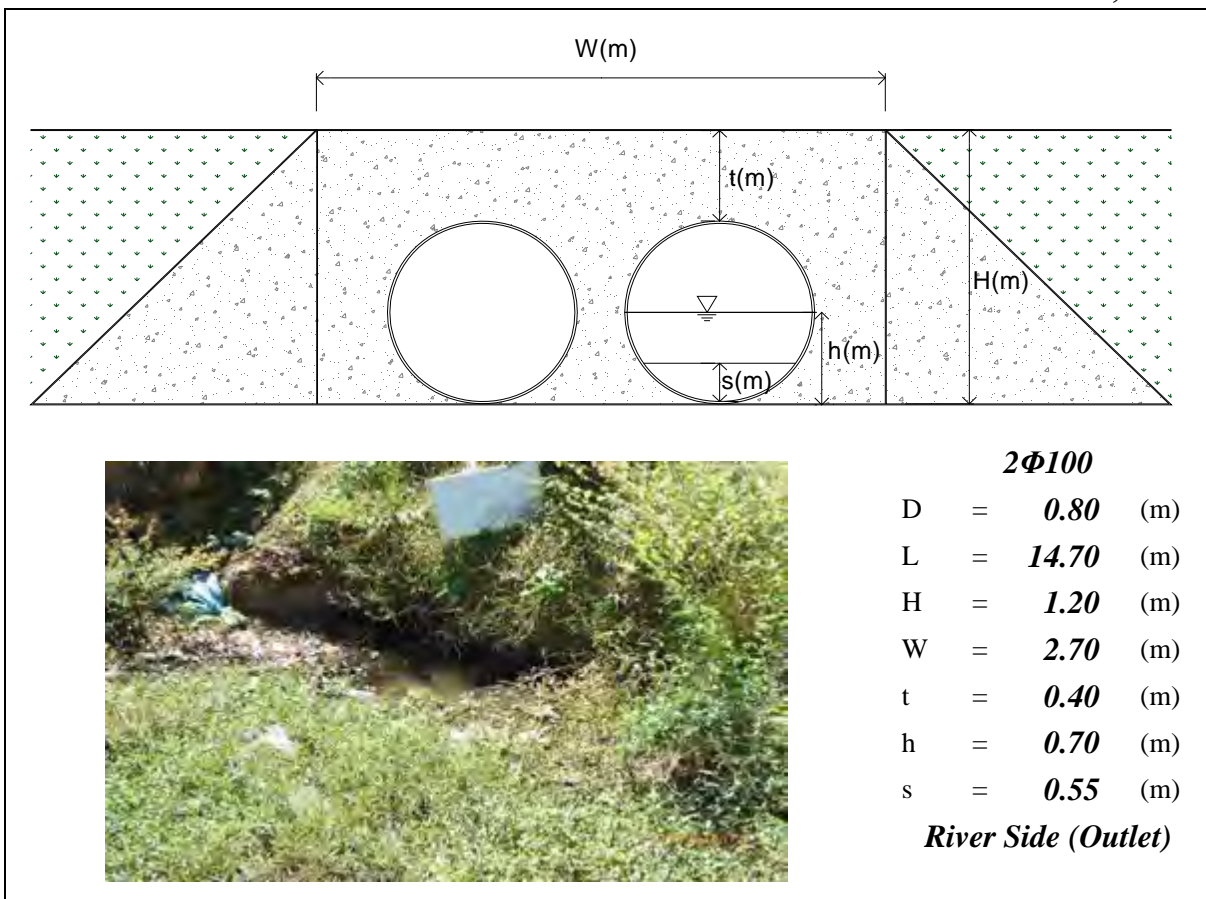 W(m)
t(m)
H(m)
h(m)
s(m)
2Φ100
D = 0.80 (m)
L = 14.70 (m)
H = 1.20 (m)
W = 2.70 (m)
t = 0.40 (m)
h = 0.70 (m)
s = 0.55 (m)
River Side (Outlet)